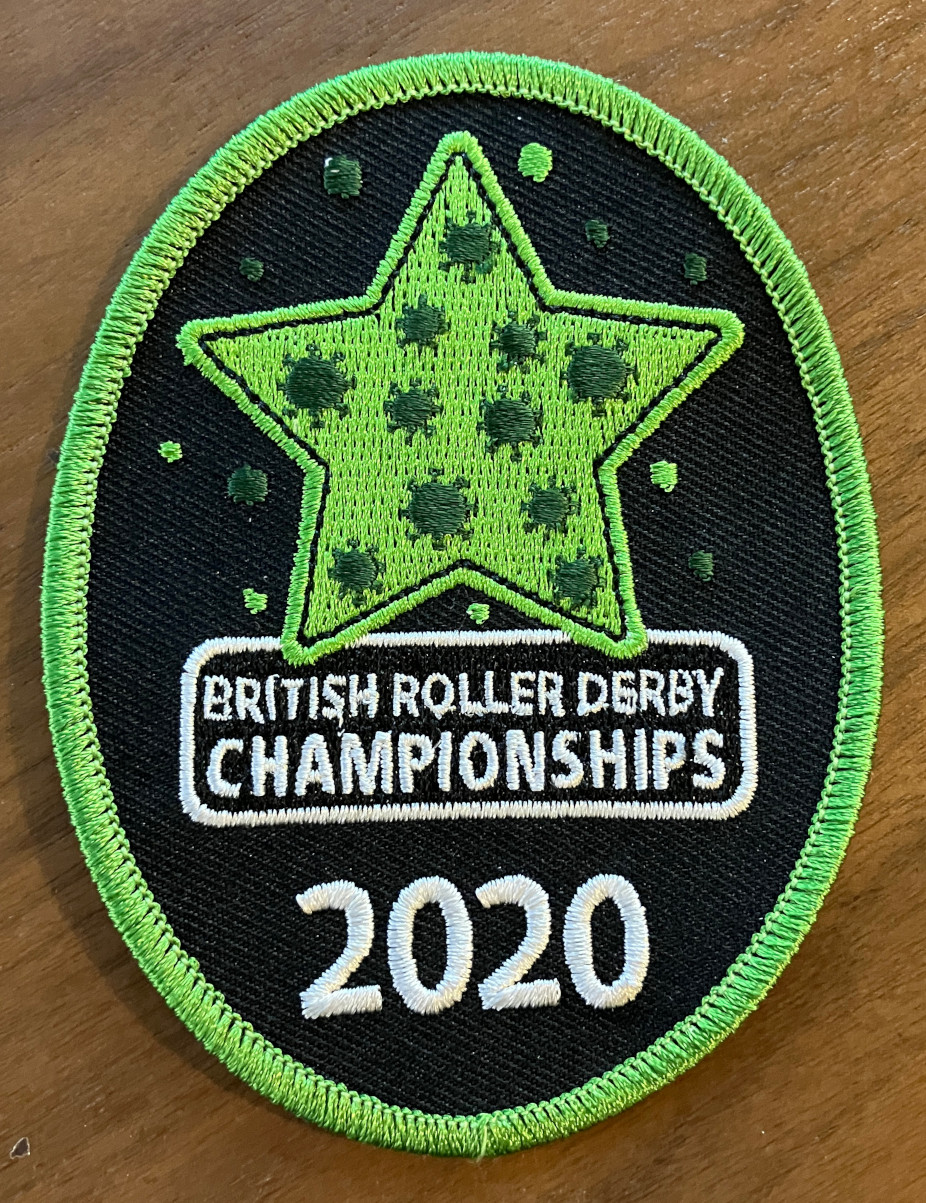 BRITISH ROLLER DERBY
CHAMPIONSHIPS
2020